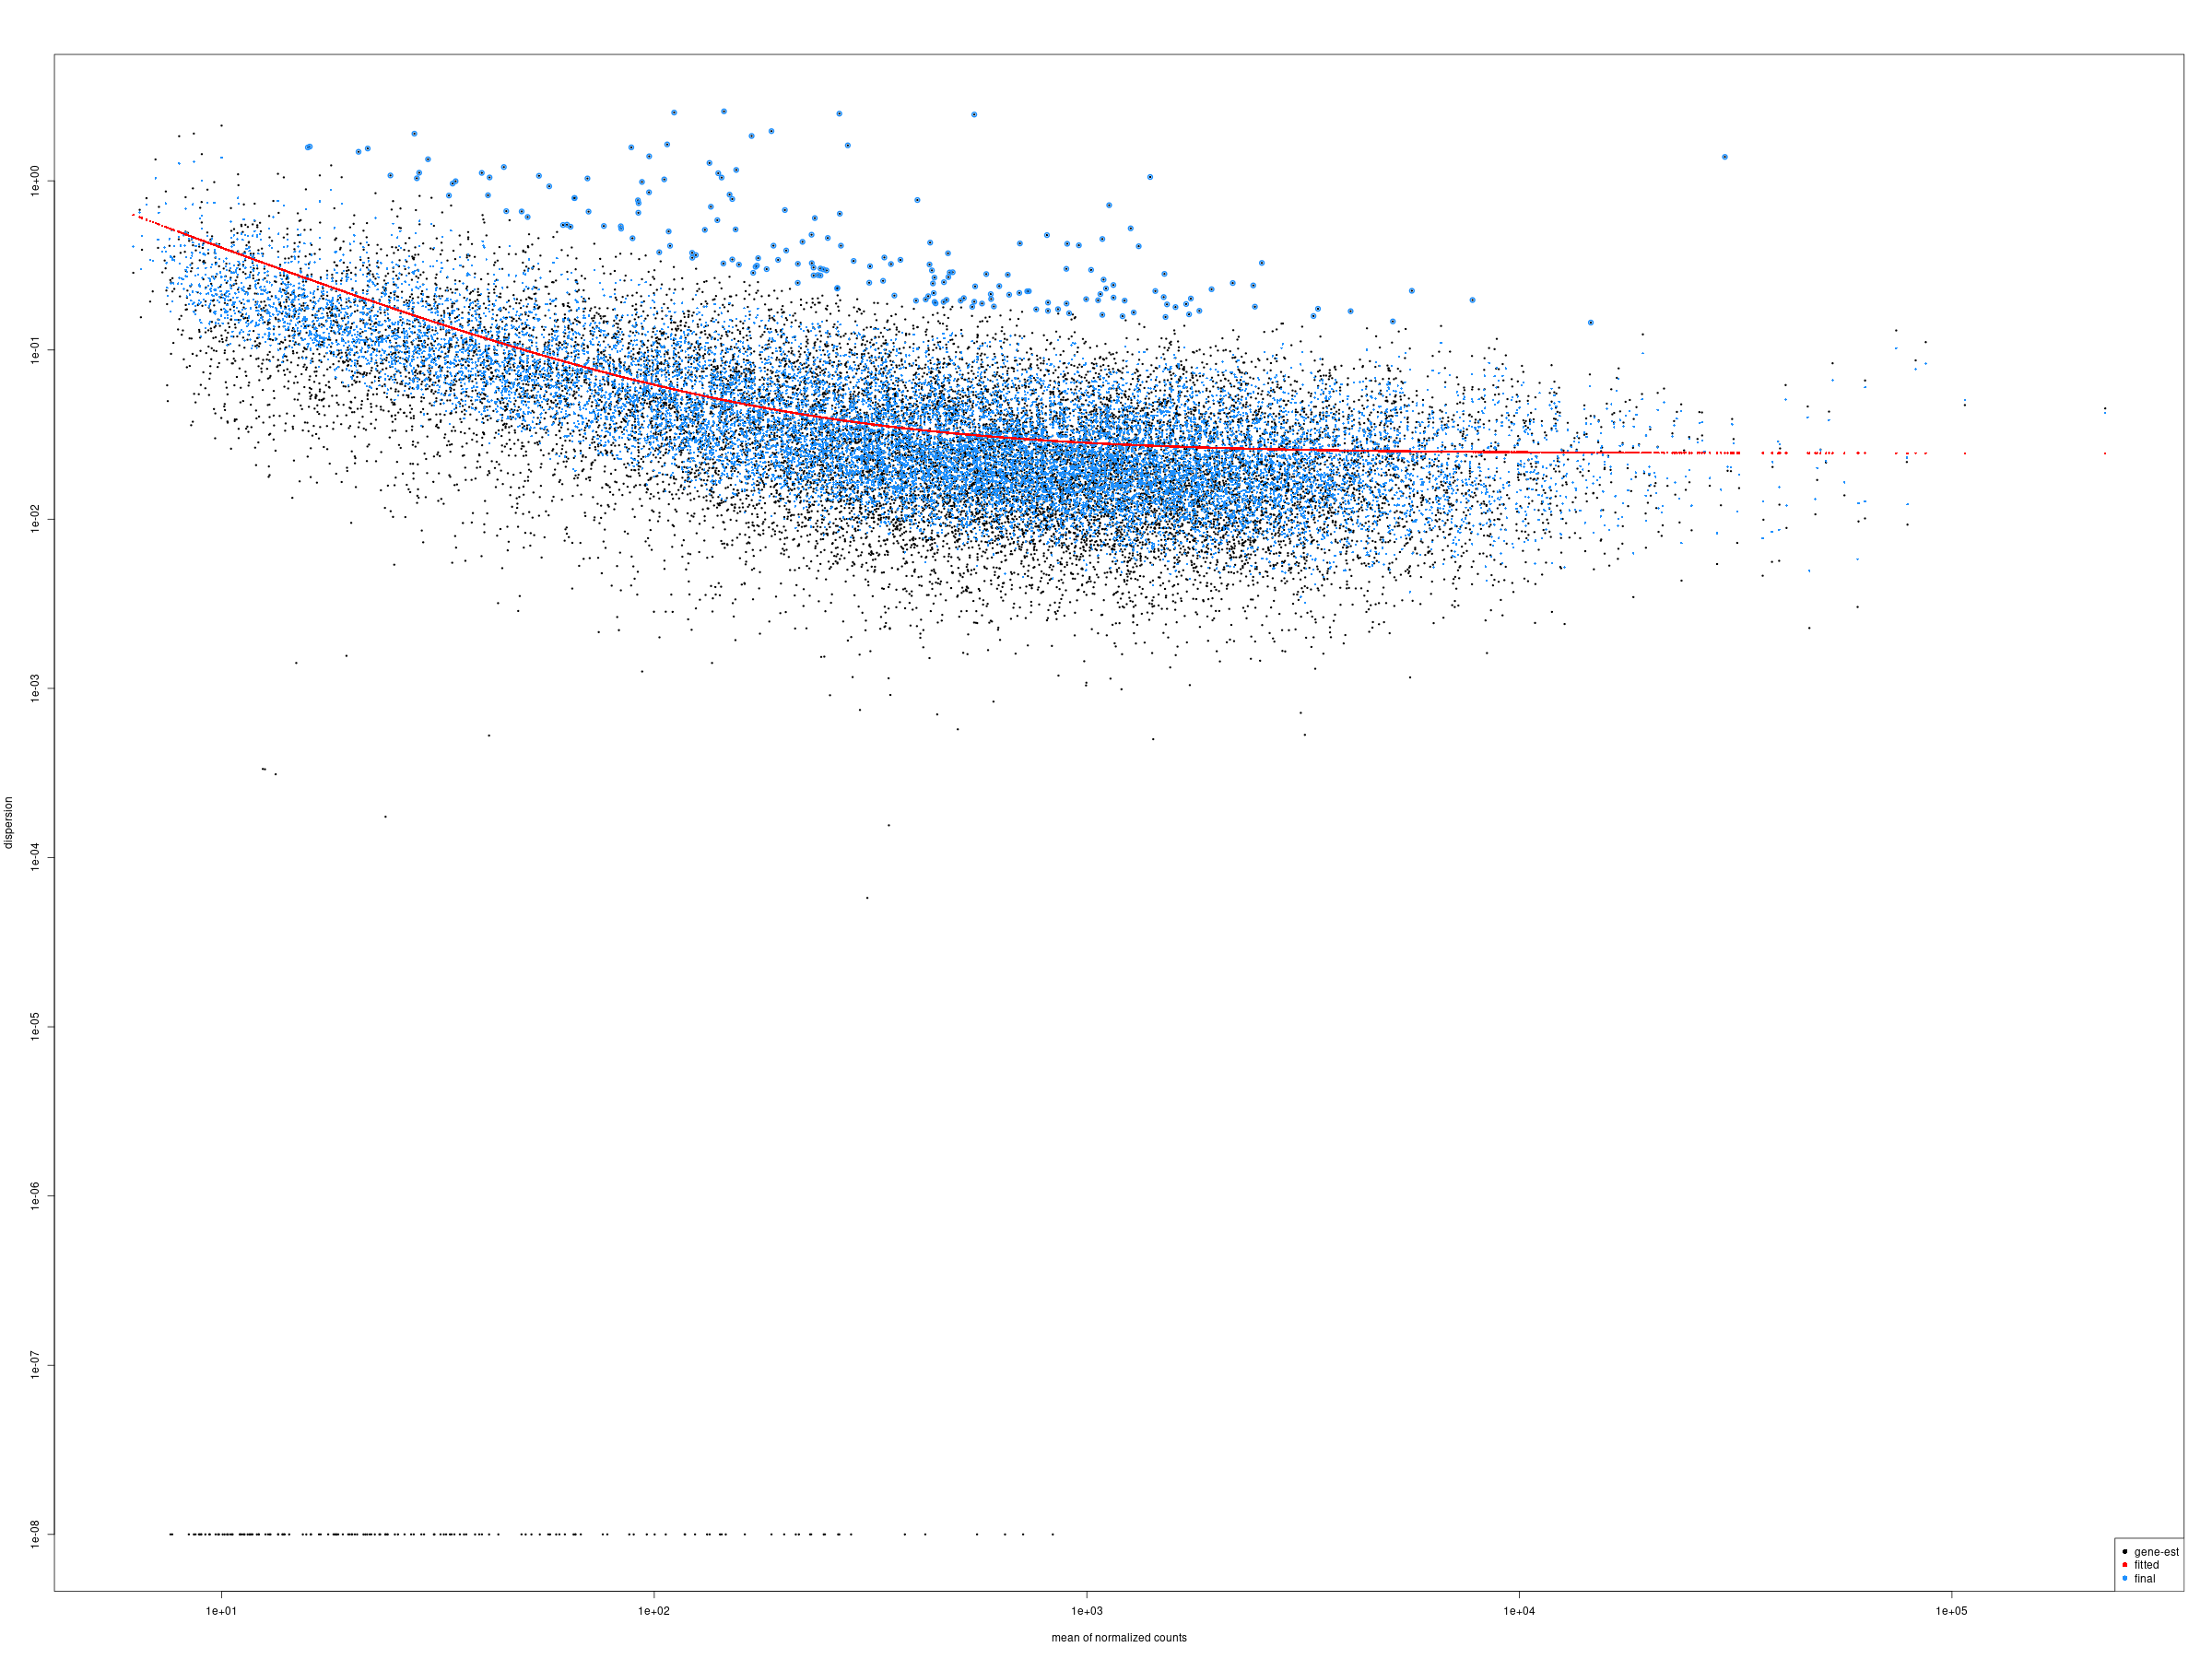 dispersion
1e+00
1e-01
1e-02
1e-03
1e-04
1e-05
1e-06
1e-07
1e-08
gene-est
fitted
final
1e+01
1e+02
1e+03
1e+04
1e+05
mean of normalized counts